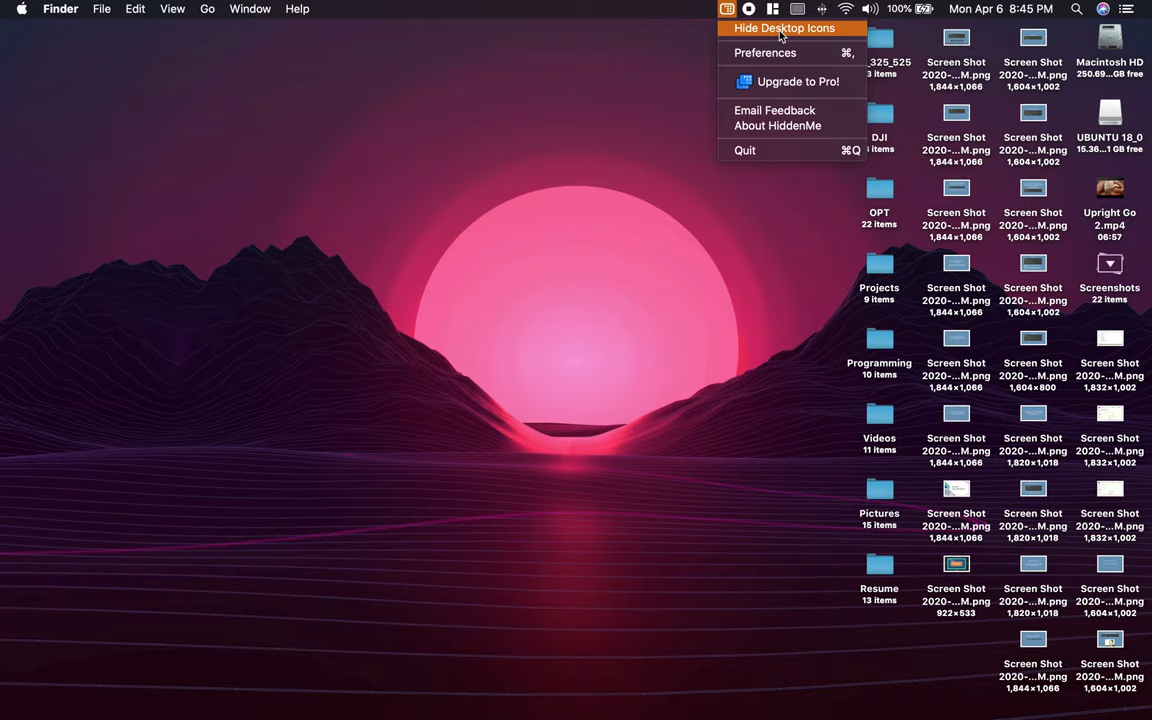 Finder File Edit View Go Window Help
100% Mon Apr 6 8:45 PM
Hide Desktop Icons
Preferences ⌘,
Upgrade to Pro!
Email Feedback
About HiddenMe
Quit ⌘Q
_325_525
3 items
Screen Shot
2020-...M.png
1,844×1,066
Screen Shot
2020-...M.png
1,604×1,002
Macintosh HD
250.69...GB free
DJI
items
Screen Shot
2020-...M.png
1,844×1,066
Screen Shot
2020-...M.png
1,604×1,002
UBUNTU 18_0
15.36...1 GB free
OPT
22 items
Screen Shot
2020-...M.png
1,844×1,066
Screen Shot
2020-...M.png
1,604×1,002
Upright Go
2.mp4
06:57
Projects
9 items
Screen Shot
2020-...M.png
1,844×1,066
Screen Shot
2020-...M.png
1,604×1,002
Screenshots
22 items
Programming
10 items
Screen Shot
2020-...M.png
1,844×1,066
Screen Shot
2020-...M.png
1,604×800
Screen Shot
2020-...M.png
1,832×1,002
Videos
11 items
Screen Shot
2020-...M.png
1,844×1,066
Screen Shot
2020-...M.png
1,820×1,018
Screen Shot
2020-...M.png
1,832×1,002
Pictures
15 items
Screen Shot
2020-...M.png
1,844×1,066
Screen Shot
2020-...M.png
1,820×1,018
Screen Shot
2020-...M.png
1,832×1,002
Resume
13 items
Screen Shot
2020-...M.png
922×533
Screen Shot
2020-...M.png
1,820×1,018
Screen Shot
2020-...M.png
1,604×1,002
Screen Shot
2020-...M.png
1,844×1,066
Screen Shot
2020-...M.png
1,604×1,002